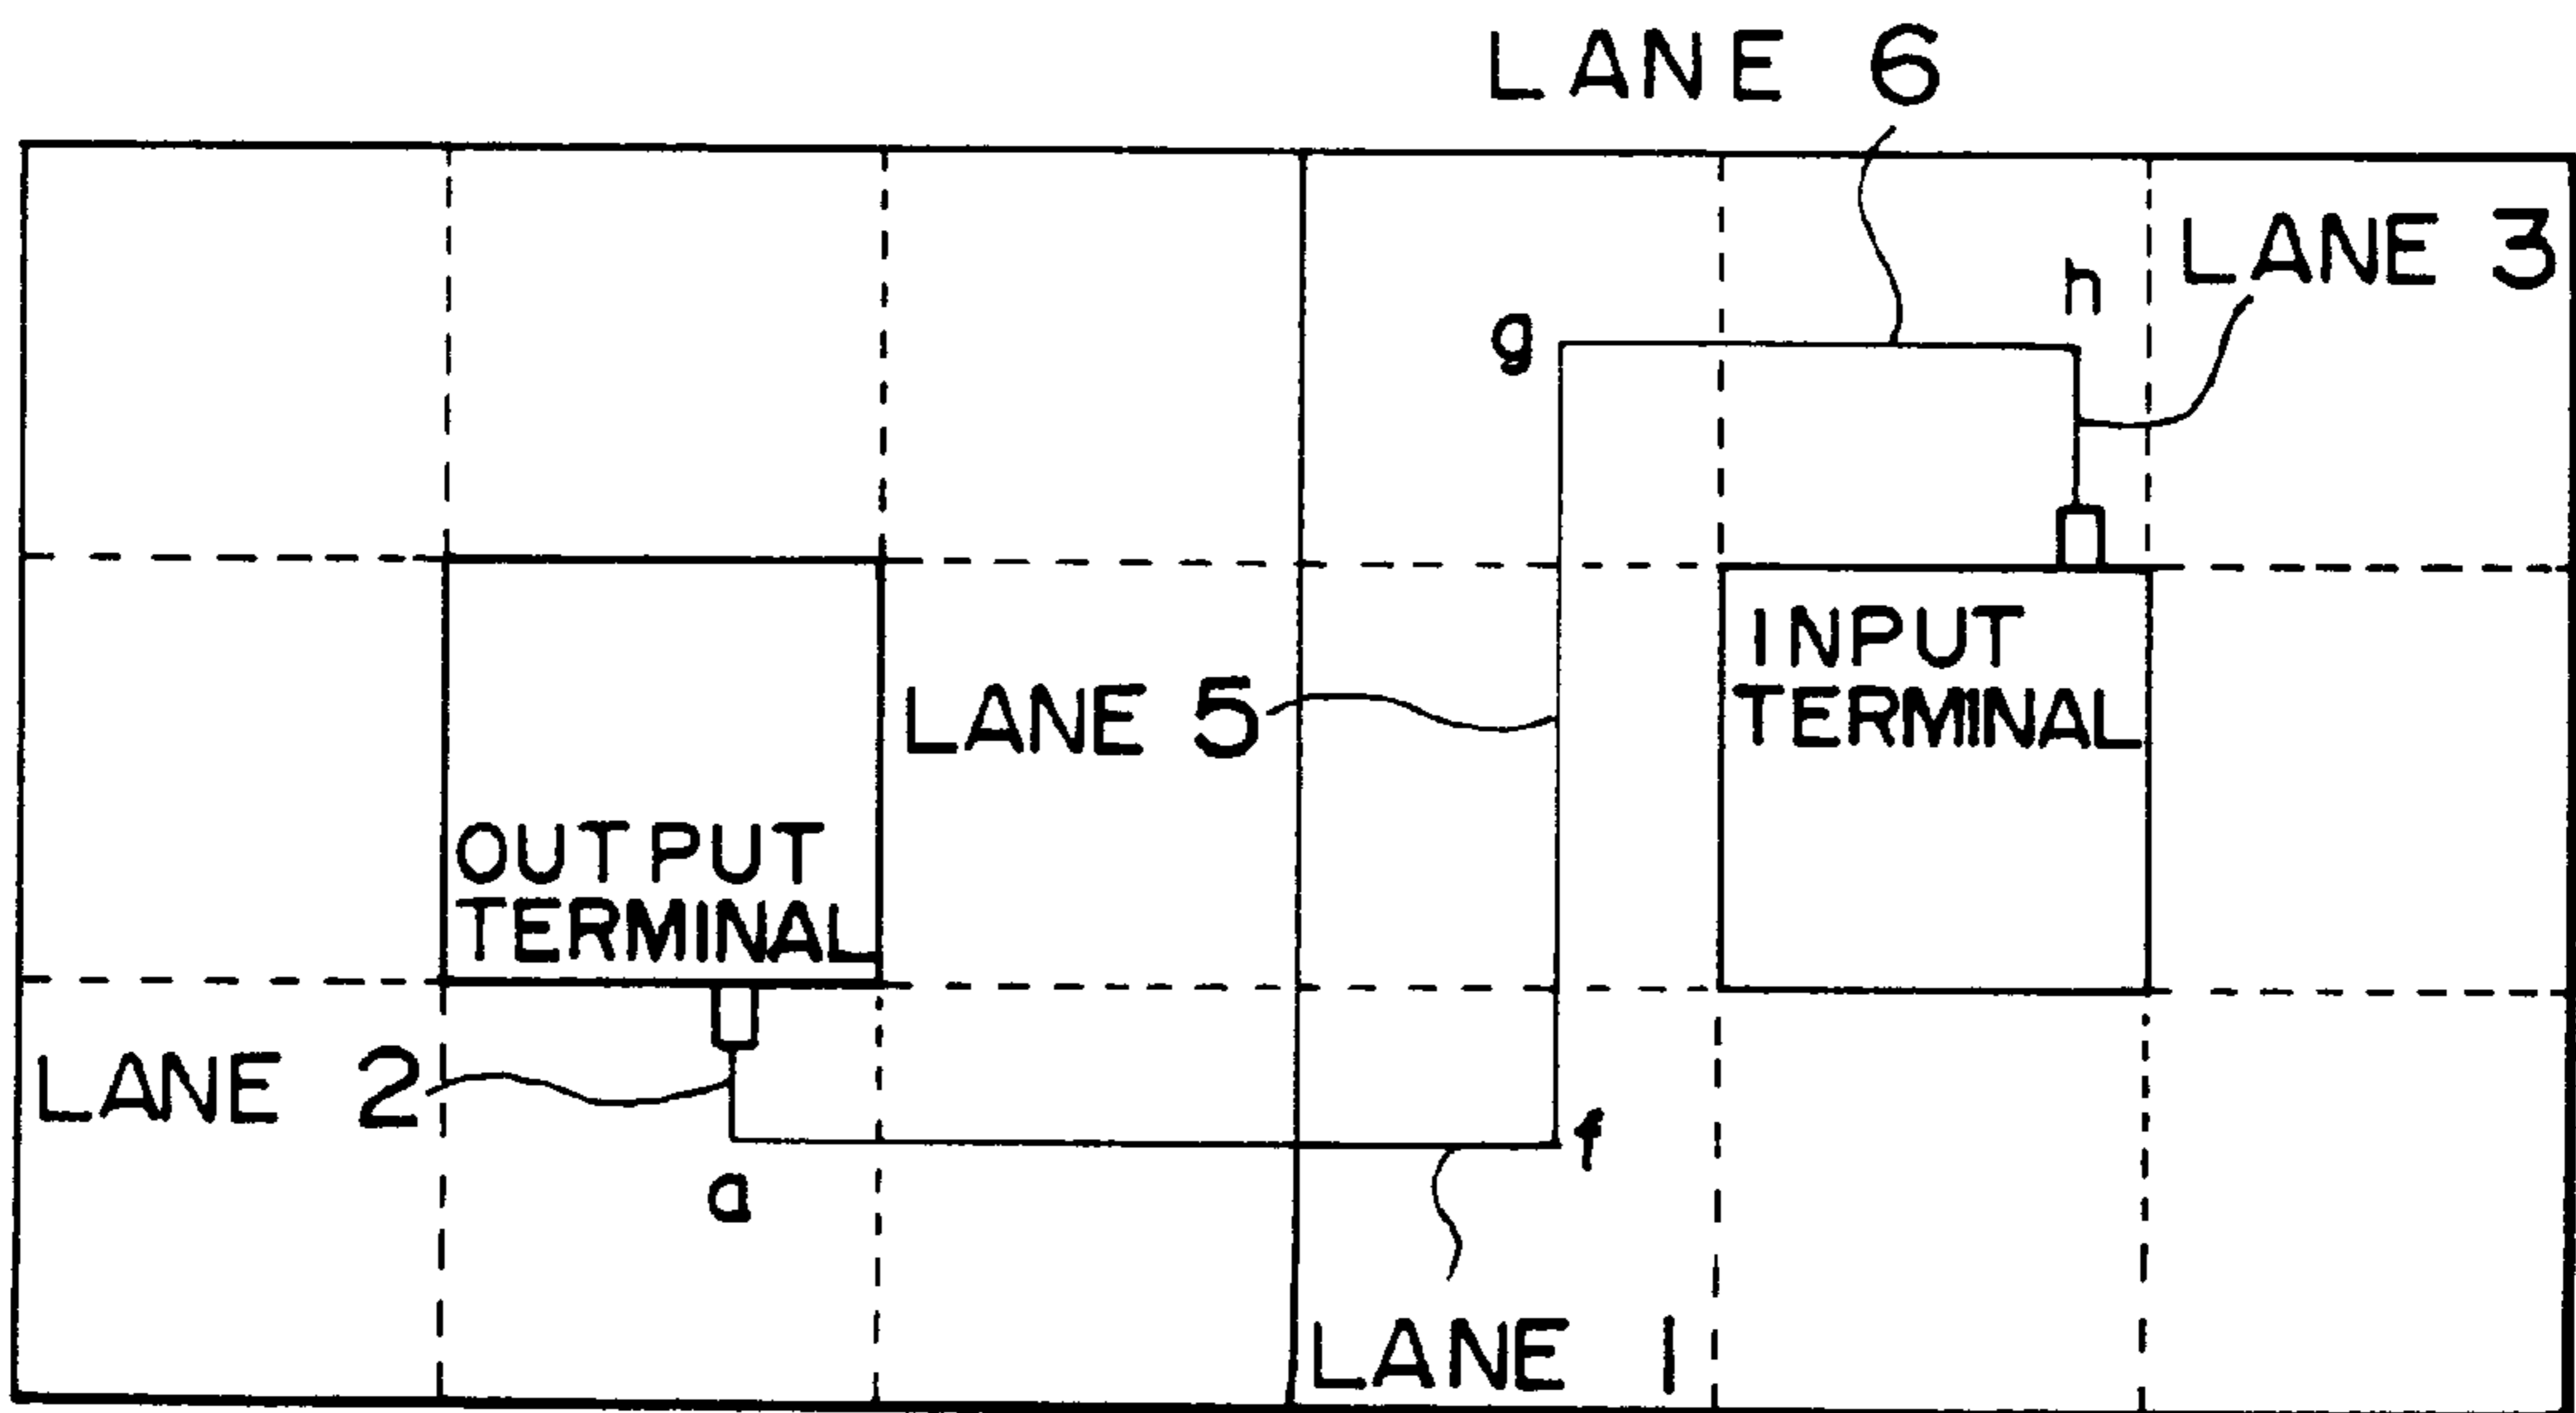 LANE 6
LANE 3
h
g
INPUT
TERMINAL
LANE 5
OUTPUT
TERMINAL
LANE 2
f
a
LANE 1